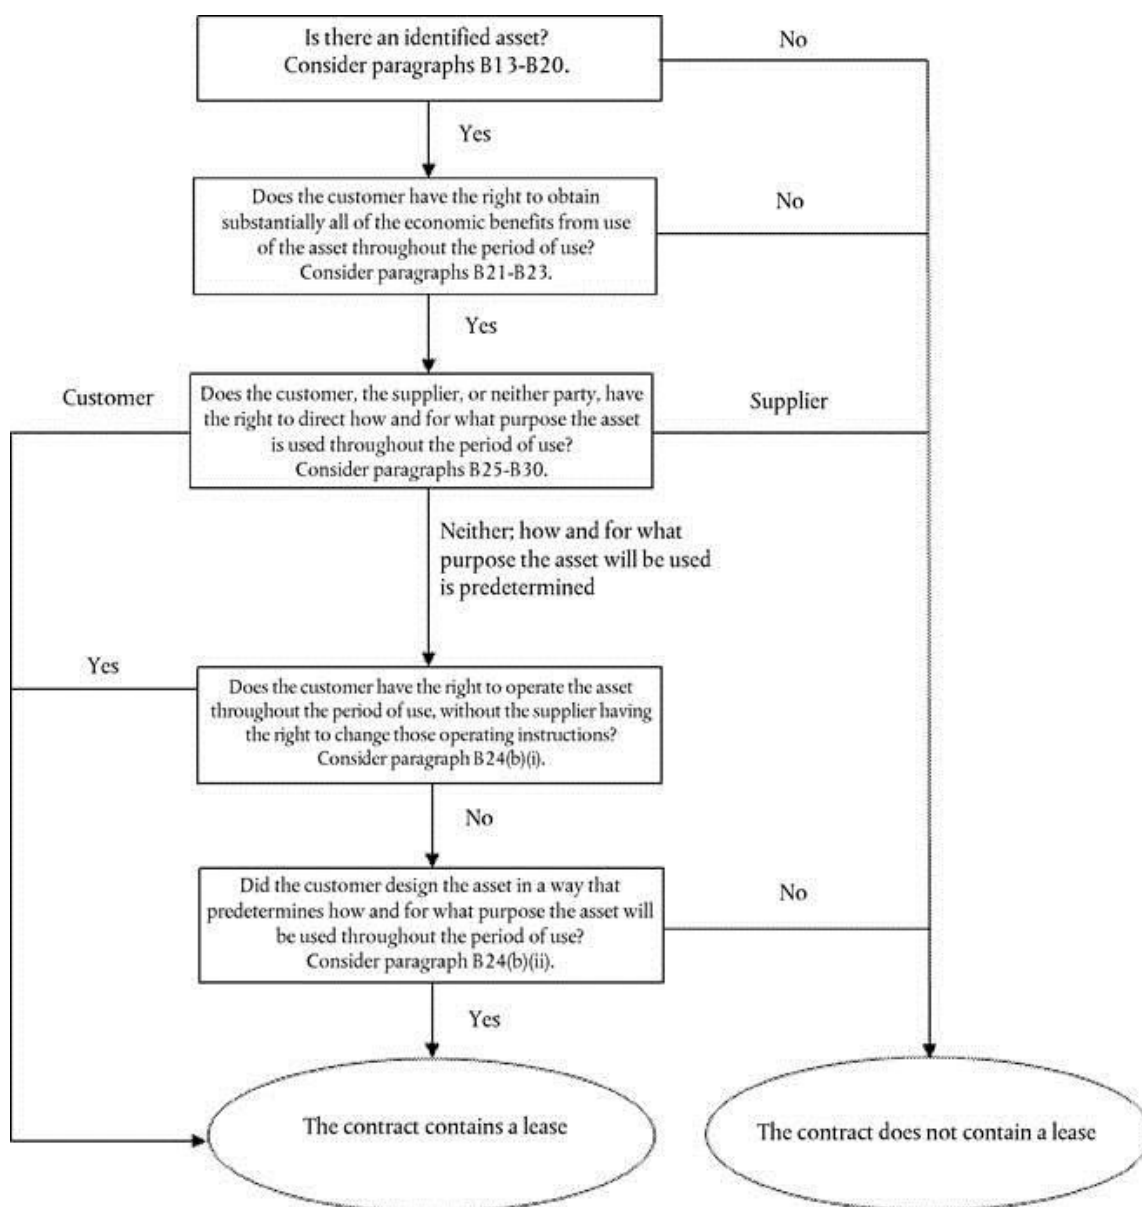 Is there an identified asset?
Consider paragraphs B13-B20.
No
Yes
Does the customer have the right to obtain
substantially all of the economic benefits from use
of the asset throughout the period of use?
Consider paragraphs B21-B23.
No
Yes
Customer
Does the customer, the supplier, or neither party, have
the right to direct how and for what purpose the asset
is used throughout the period of use?
Consider paragraphs B25-B30.
Supplier
Neither; how and for what
purpose the asset will be used
is predetermined
Yes
Does the customer have the right to operate the asset
throughout the period of use, without the supplier having
the right to change those operating instructions?
Consider paragraph B24(b)(i).
No
Did the customer design the asset in a way that
predetermines how and for what purpose the asset will
be used throughout the period of use?
Consider paragraph B24(b)(ii).
No
Yes
The contract contains a lease
The contract does not contain a lease